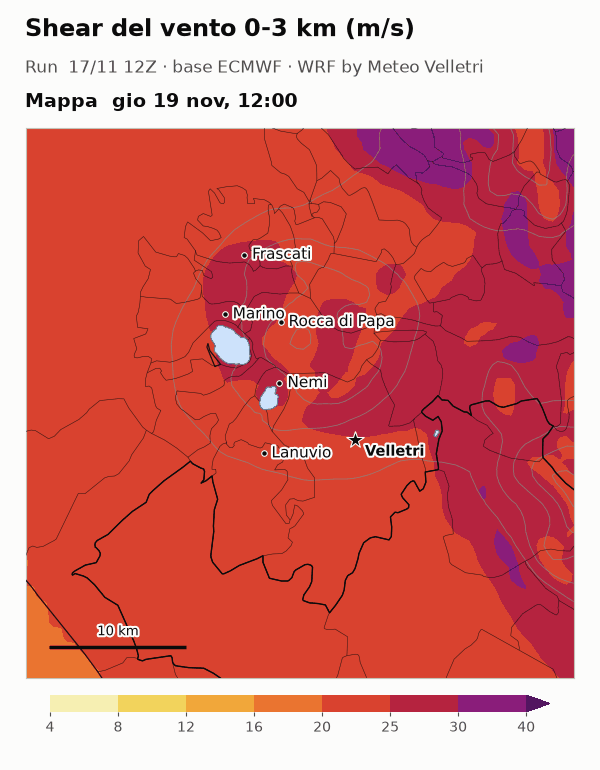 Shear del vento 0-3 km (m/s)
Run  17/11 12Z · base ECMWF · WRF by Meteo Velletri
Mappa  gio 19 nov, 12:00
Frascati
Marino
Rocca di Papa
Nemi
Velletri
Lanuvio
10 km
4 8 12 16 20 25 30 40